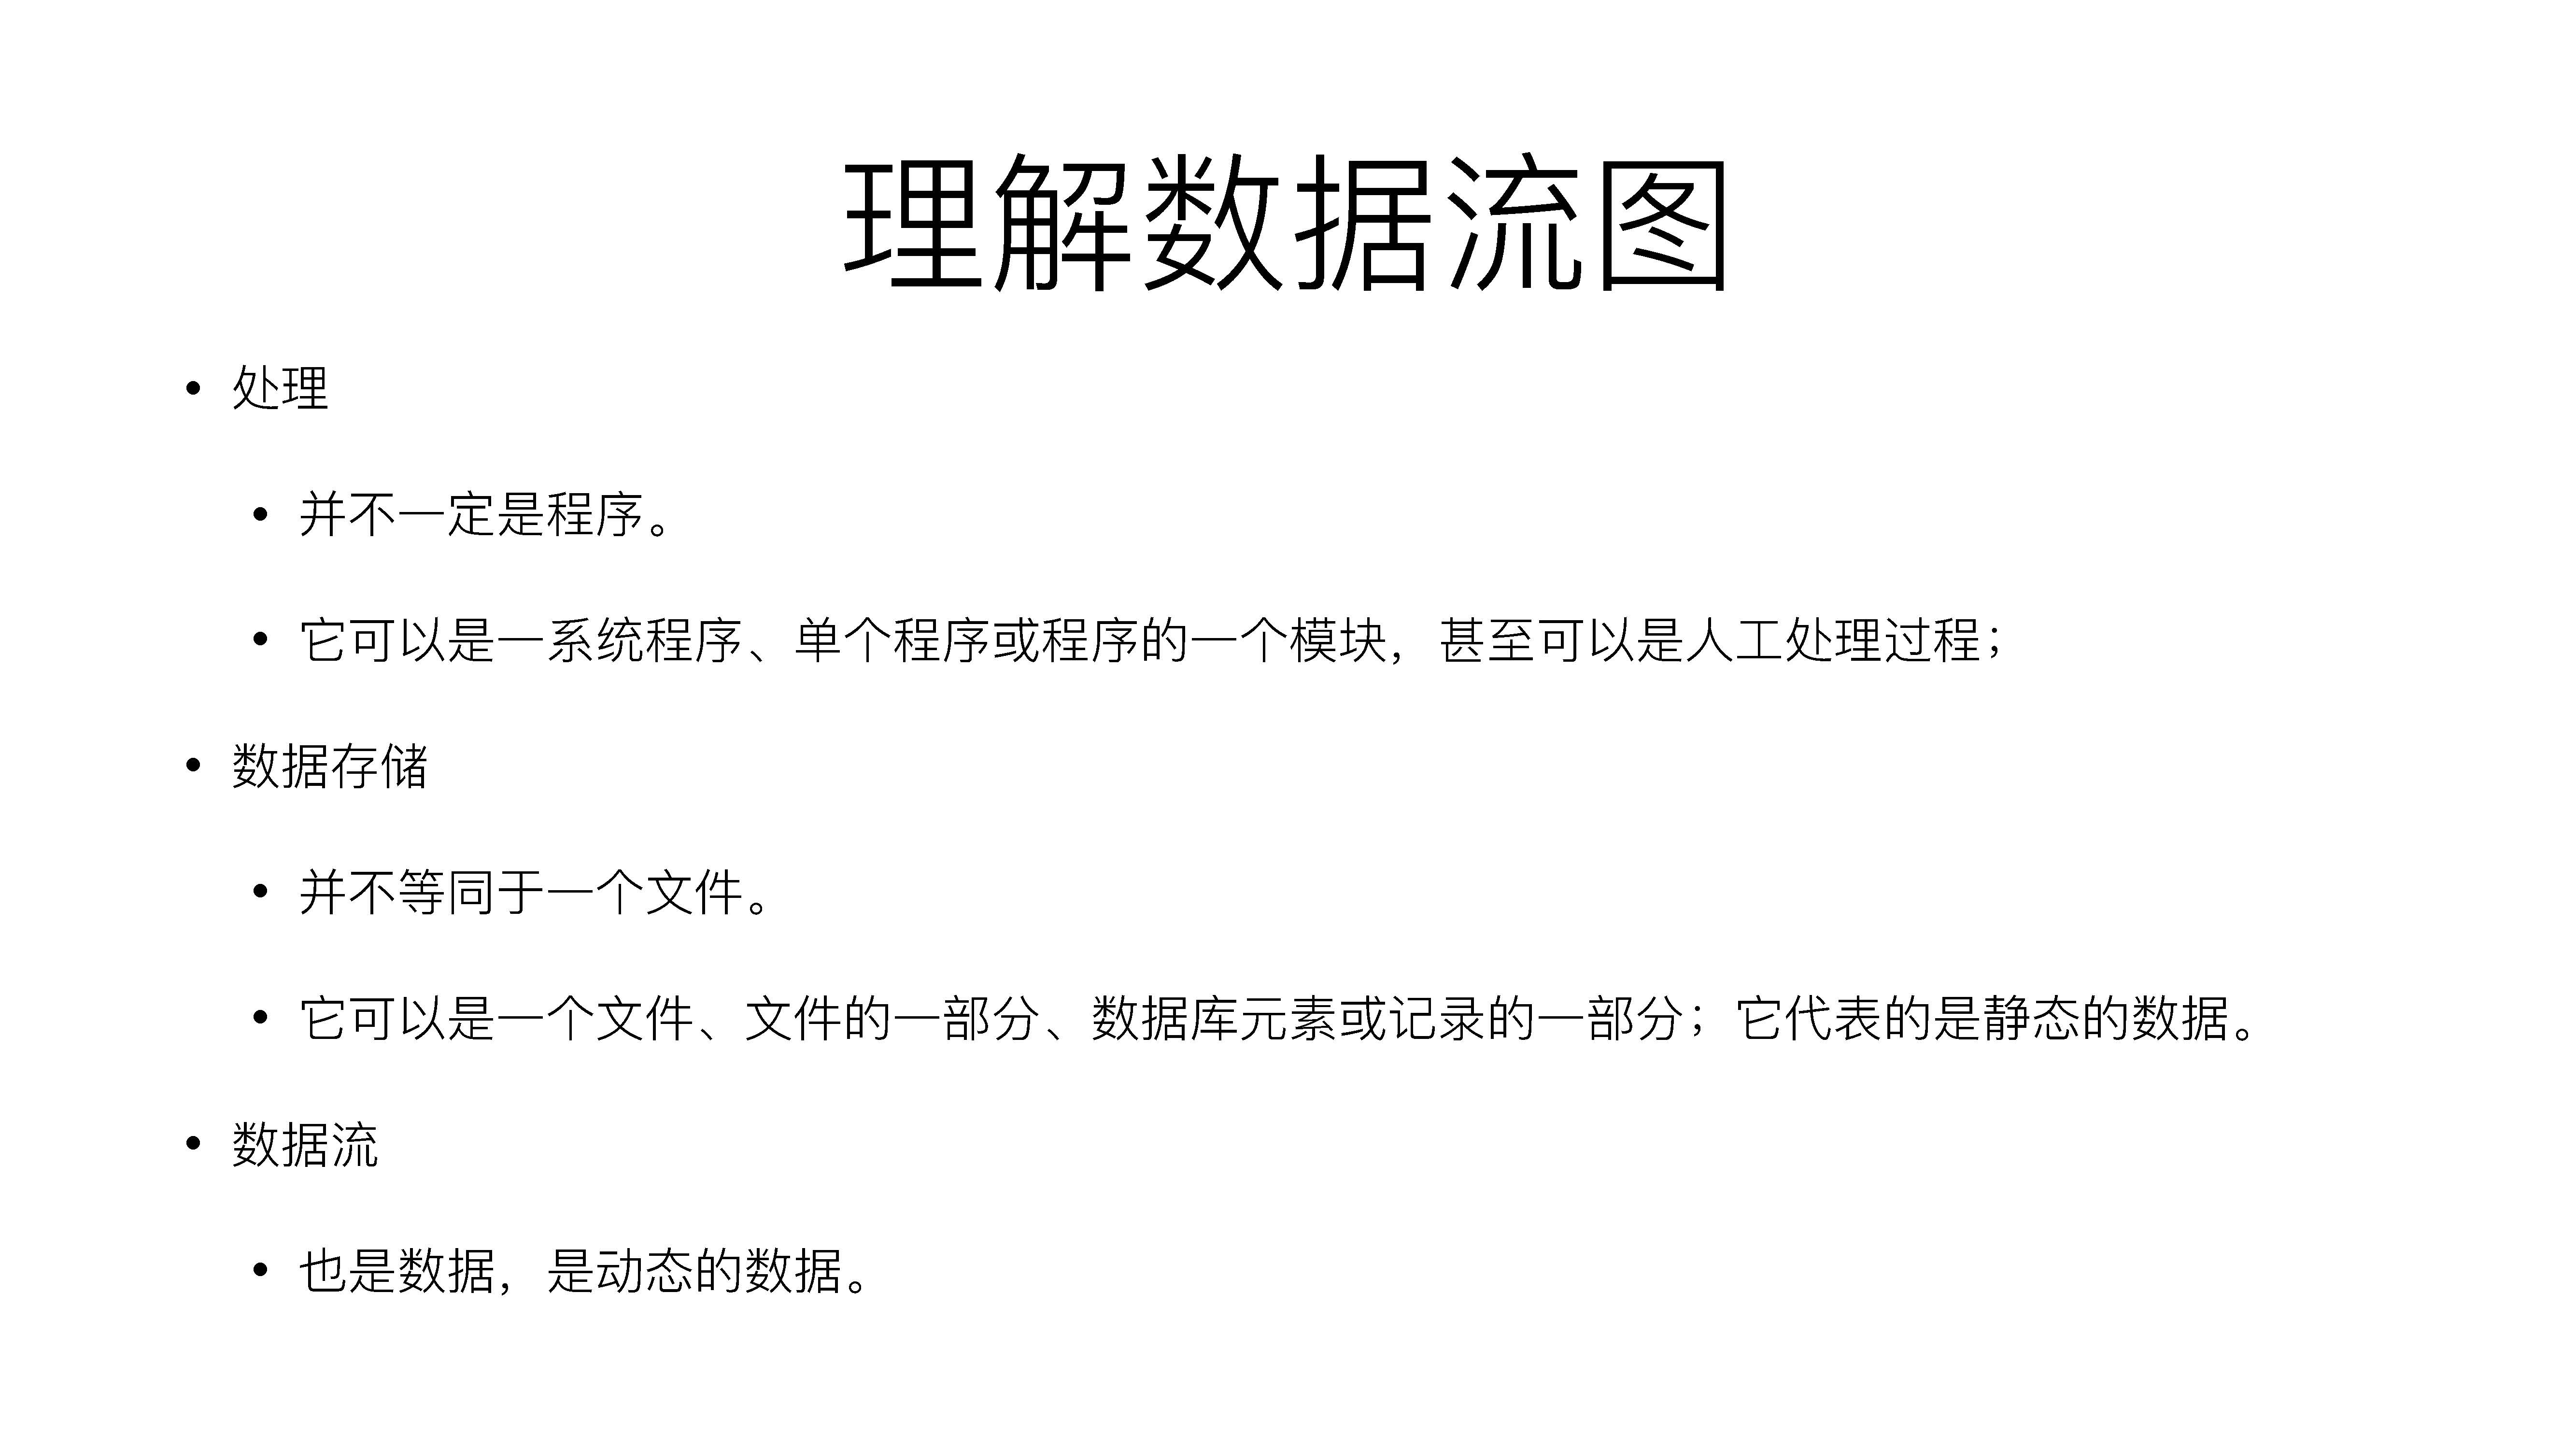 理解数据流图
• 处理
• 并不一定是程序。
• 它可以是一系统程序、单个程序或程序的一个模块，甚至可以是人工处理过程；
• 数据存储
• 并不等同于一个文件。
• 它可以是一个文件、文件的一部分、数据库元素或记录的一部分；它代表的是静态的数据。
• 数据流
• 也是数据，是动态的数据。